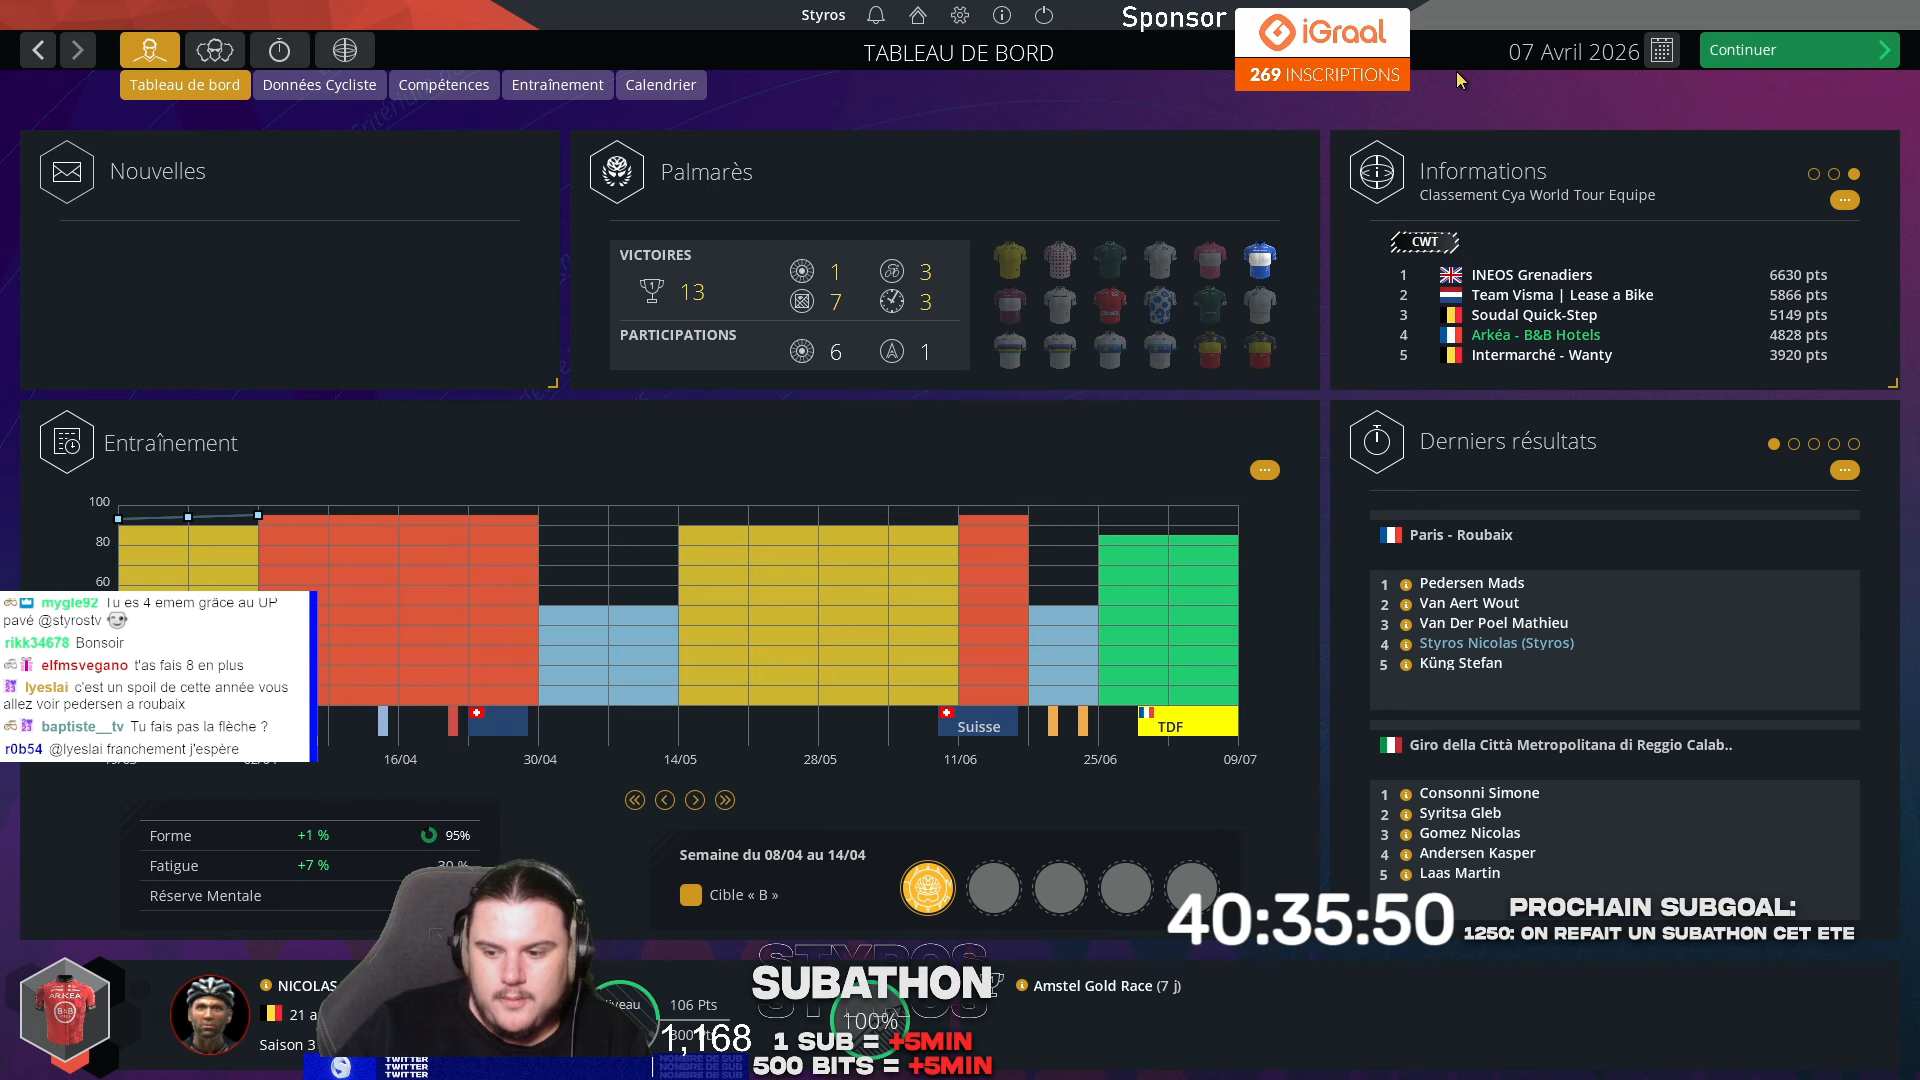 Styros
Sponsor
iGraal
269 INSCRIPTIONS
TABLEAU DE BORD
07 Avril 2026
Continuer
Tableau de bord
Données Cycliste
Compétences
Entraînement
Calendrier
Nouvelles
Palmarès
VICTOIRES
13
1
3
7
3
PARTICIPATIONS
6
1
Informations
Classement Cya World Tour Equipe
CWT
1 INEOS Grenadiers 6630 pts
2 Team Visma | Lease a Bike 5866 pts
3 Soudal Quick-Step 5149 pts
4 Arkéa - B&B Hotels 4828 pts
5 Intermarché - Wanty 3920 pts
Entraînement
100
80
60
mygle92 Tu es 4 emem grâce au UP
pavé @styrostv
rikk34678 Bonsoir
elfmsvegano t'as fais 8 en plus
lyeslai c'est un spoil de cette année vous
allez voir pedersen a roubaix
baptiste__tv Tu fais pas la flèche ?
r0b54 @lyeslai franchement j'espère
Suisse
TDF
16/04
30/04
14/05
28/05
11/06
25/06
09/07
Forme +1 % 95%
Fatigue +7 % 30 %
Réserve Mentale
Semaine du 08/04 au 14/04
Cible « B »
Derniers résultats
Paris - Roubaix
1 Pedersen Mads
2 Van Aert Wout
3 Van Der Poel Mathieu
4 Styros Nicolas (Styros)
5 Küng Stefan
Giro della Città Metropolitana di Reggio Calab..
1 Consonni Simone
2 Syritsa Gleb
3 Gomez Nicolas
4 Andersen Kasper
5 Laas Martin
40:35:50
PROCHAIN SUBGOAL:
1250: ON REFAIT UN SUBATHON CET ETE
ARKEA
B&B
NICOLAS
21 a
Saison 3
106 Pts
1,168
NOMBRE DE SUB
TWITTER
TWITTER
TWITTER
STYROS
SUBATHON
100%
1 SUB = +5MIN
500 BITS = +5MIN
Amstel Gold Race (7 j)